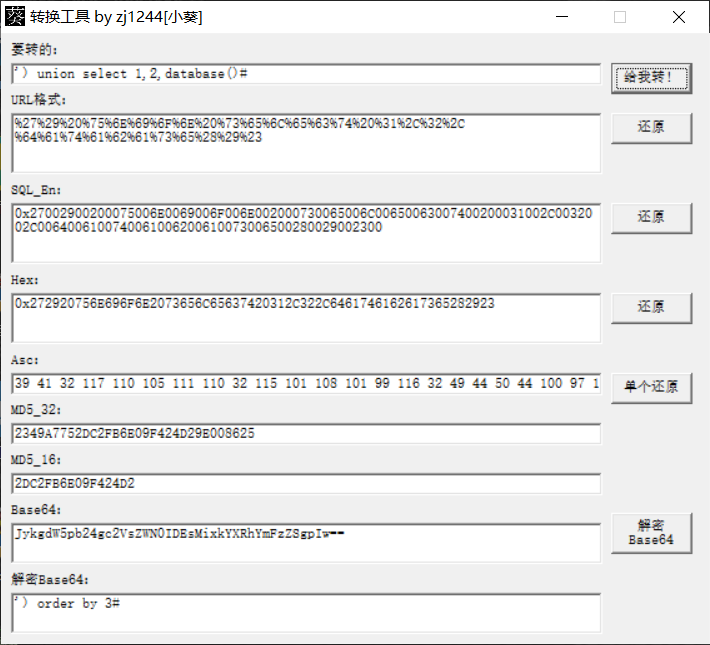 葵 转换工具 by zj1244[小葵]
要转的:
') union select 1,2,database()#
给我转!
URL格式:
%27%29%20%75%6E%69%6F%6E%20%73%65%6C%65%63%74%20%31%2C%32%2C
%64%61%74%61%62%61%73%65%28%29%23
还原
SQL_En:
0x27002900200075006E0069006F006E002000730065006C00650063007400200031002C00320
02C0064006100740061006200610073006500280029002300
还原
Hex:
0x272920756E696F6E2073656C65637420312C322C6461746162617365282923
还原
Asc:
39 41 32 117 110 105 111 110 32 115 101 108 101 99 116 32 49 44 50 44 100 97 1
单个还原
MD5_32:
2349A7752DC2FB6E09F424D29E008625
MD5_16:
2DC2FB6E09F424D2
Base64:
JykgdW5pb24gc2VsZWN0IDEsMixkYXRhYmFzZSgpIw==
解密
Base64
解密Base64:
') order by 3#